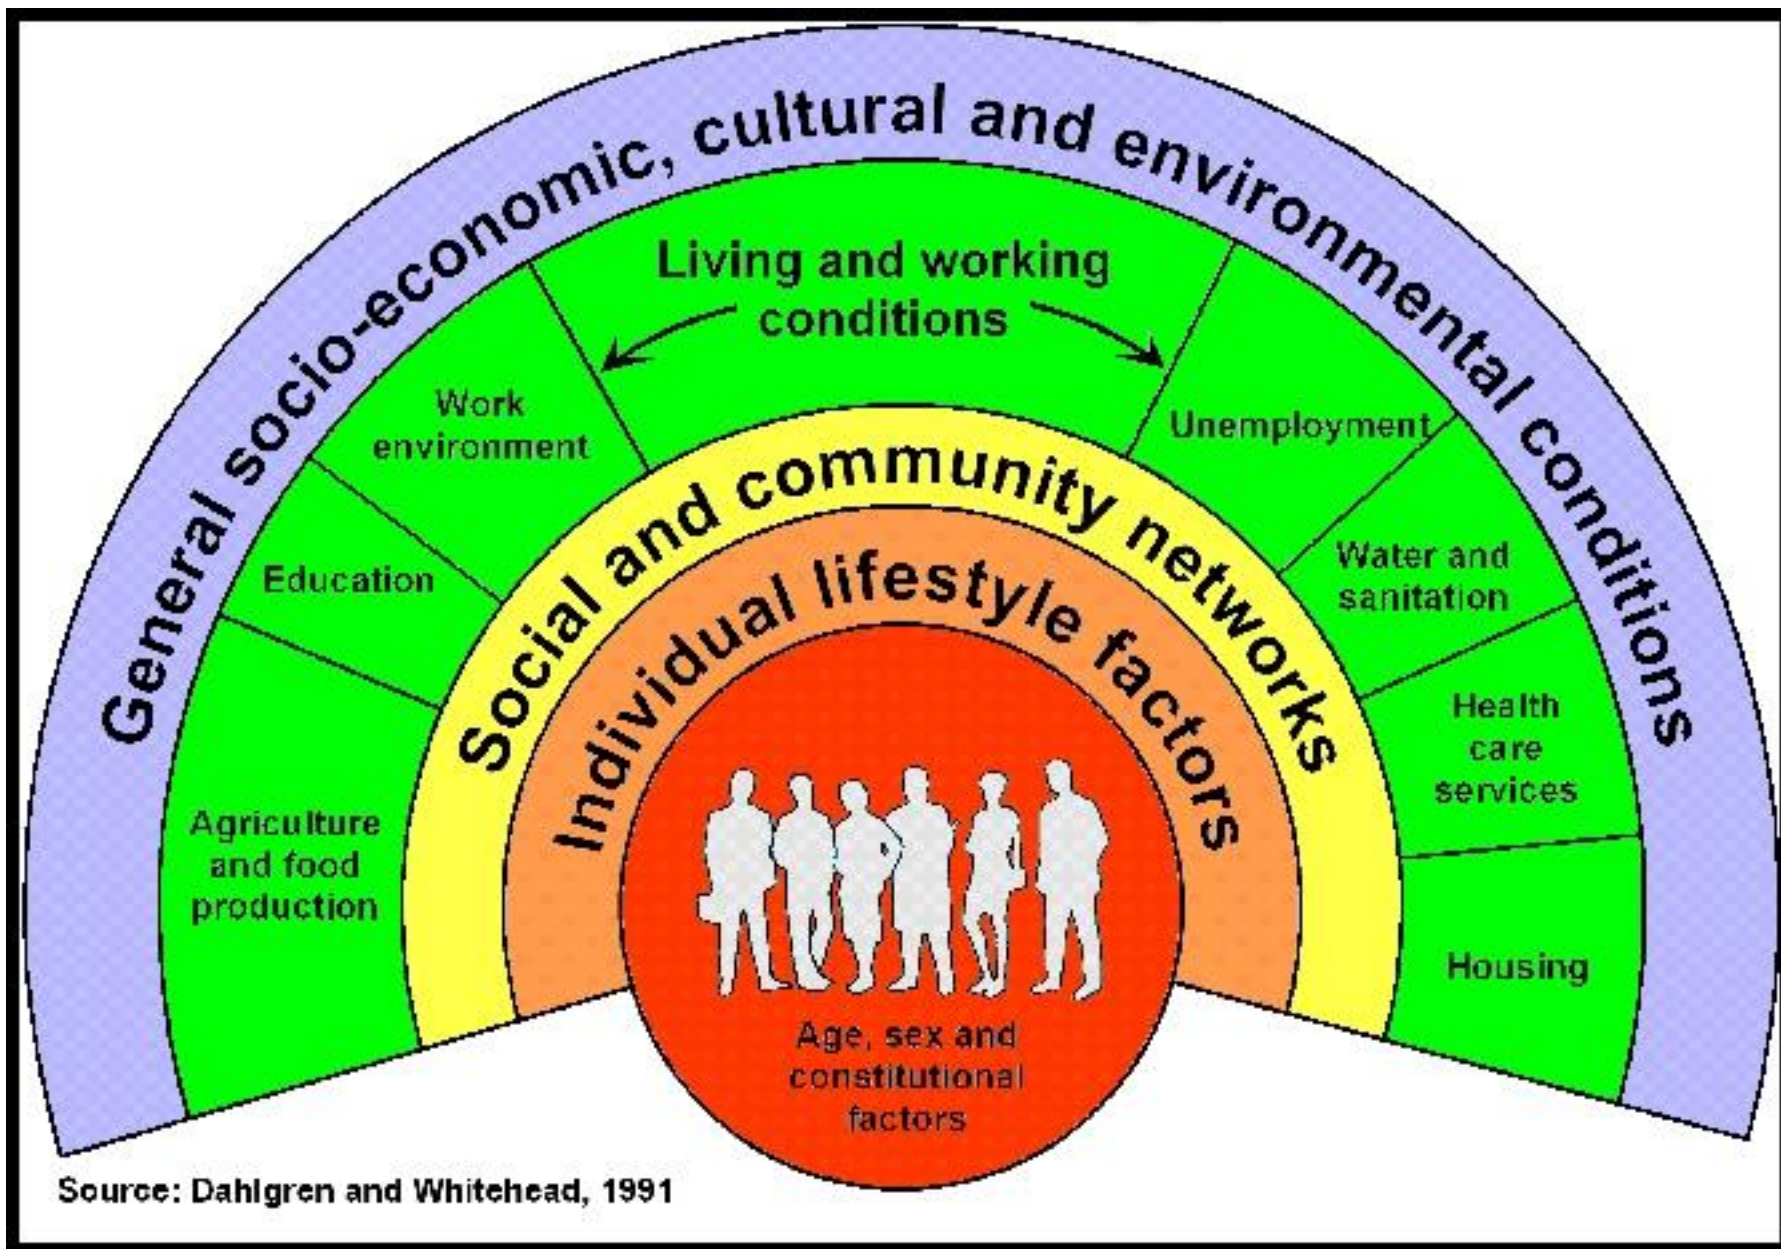 General socio-economic, cultural and environmental conditions
Living and working
conditions
Work
environment
Unemployment
Education
Water and
sanitation
Agriculture
and food
production
Health
care
services
Housing
Social and community networks
Individual lifestyle factors
Age, sex and
constitutional
factors
Source: Dahlgren and Whitehead, 1991